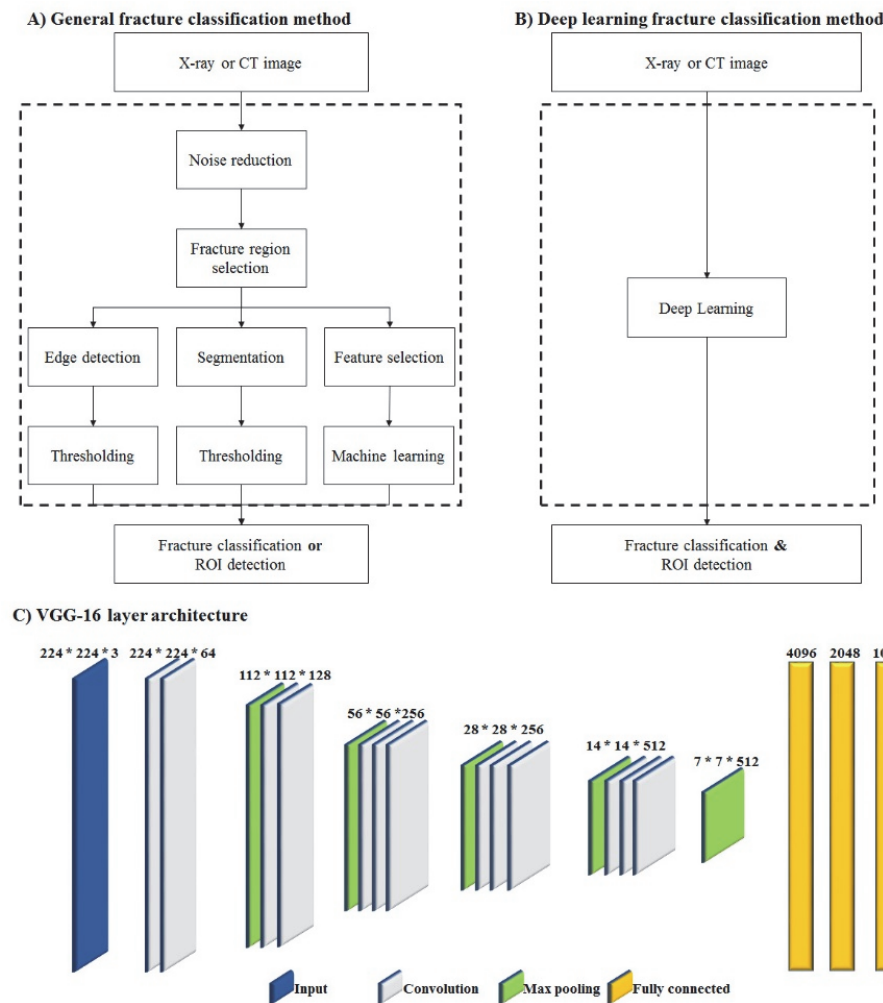 A) General fracture classification method
X-ray or CT image
Noise reduction
Fracture region
selection
Edge detection
Segmentation
Feature selection
Thresholding
Thresholding
Machine learning
Fracture classification or
ROI detection
B) Deep learning fracture classification method
X-ray or CT image
Deep Learning
Fracture classification &
ROI detection
C) VGG-16 layer architecture
224 * 224 * 3
224 * 224 * 64
112 * 112 * 128
56 * 56 *256
28 * 28 * 256
14 * 14 * 512
7 * 7 * 512
4096
2048
Input
Convolution
Max pooling
Fully connected